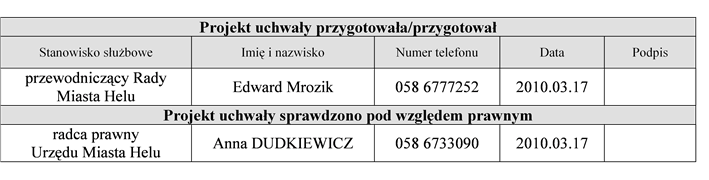 Projekt uchwały przygotowała/przygotował
Stanowisko służbowe Imię i nazwisko Numer telefonu Data Podpis
przewodniczący Rady
Miasta Helu Edward Mrozik 058 6777252 2010.03.17
Projekt uchwały sprawdzono pod względem prawnym
radca prawny
Urzędu Miasta Helu Anna DUDKIEWICZ 058 6733090 2010.03.17